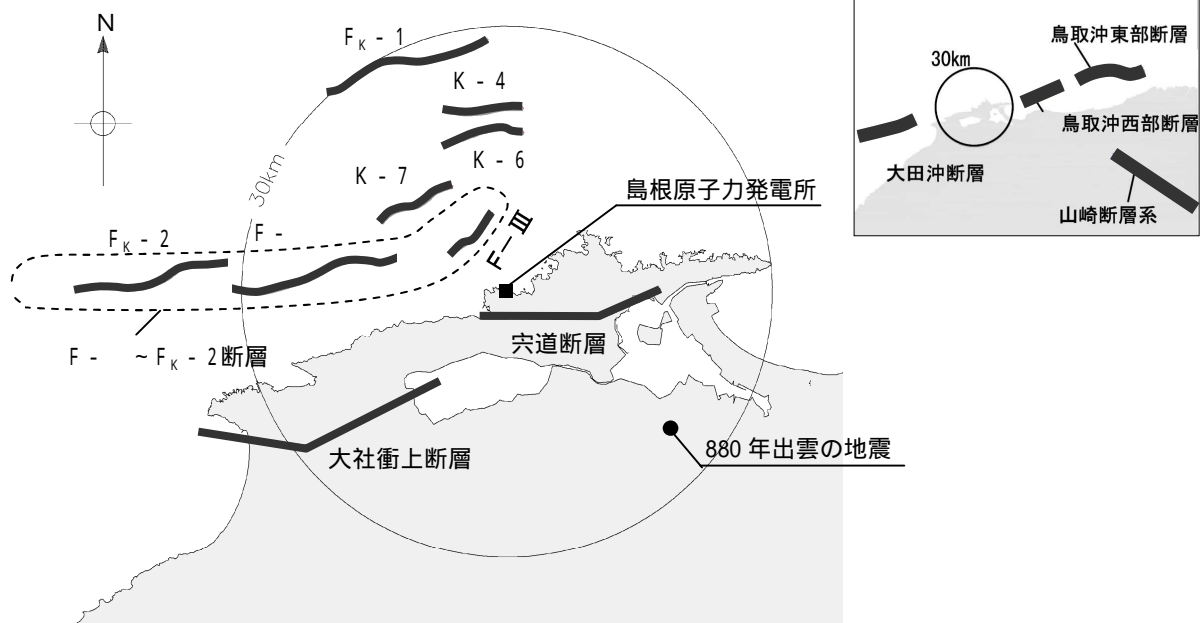 N
F_K - 1
K - 4
K - 6
K - 7
30km
島根原子力発電所
F-Ⅲ
F_K - 2
F -
F - ~ F_K - 2断層
宍道断層
大社衝上断層
880年出雲の地震
鳥取沖東部断層
30km
鳥取沖西部断層
大田沖断層
山崎断層系